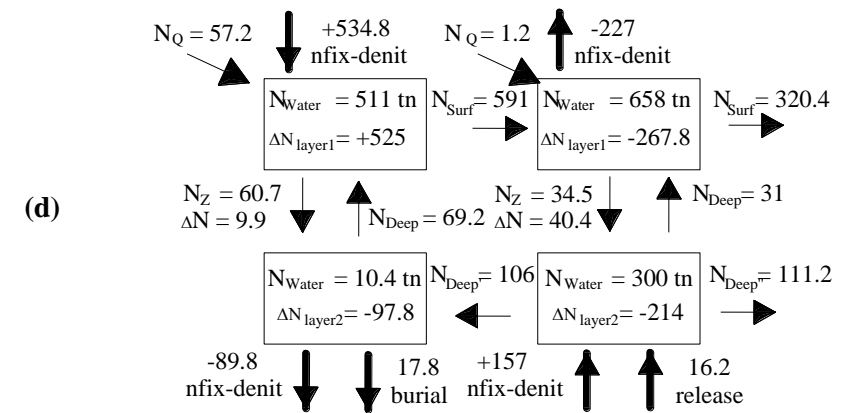 N_Q = 57.2
+534.8
nfix-denit
N_Q = 1.2
-227
nfix-denit
N_Water = 511 tn
ΔN_layer1 = +525
N_Surf = 591
N_Water = 658 tn
ΔN_layer1 = -267.8
N_Surf = 320.4
(d)
N_Z = 60.7
ΔN = 9.9
N_Deep = 69.2
N_Z = 34.5
ΔN = 40.4
N_Deep = 31
N_Water = 10.4 tn
ΔN_layer2 = -97.8
N_Deep' = 106
N_Water = 300 tn
ΔN_layer2 = -214
N_Deep" = 111.2
-89.8
nfix-denit
17.8
burial
+157
nfix-denit
16.2
release